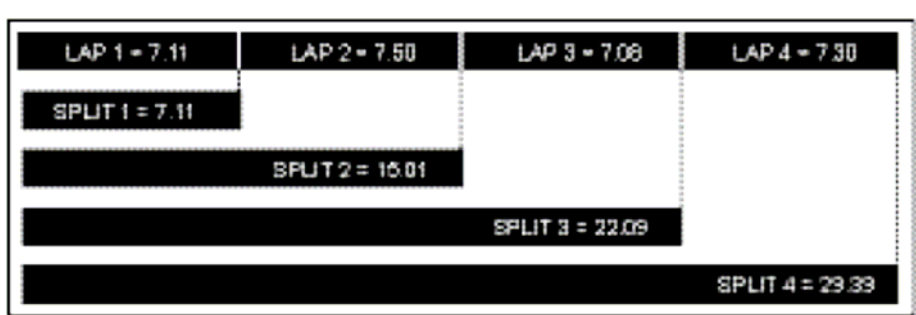 LAP 1 = 7.11 LAP 2 = 7.50 LAP 3 = 7.08 LAP 4 = 7.30
SPLIT 1 = 7.11
SPLIT 2 = 15.01
SPLIT 3 = 22.09
SPLIT 4 = 29.39